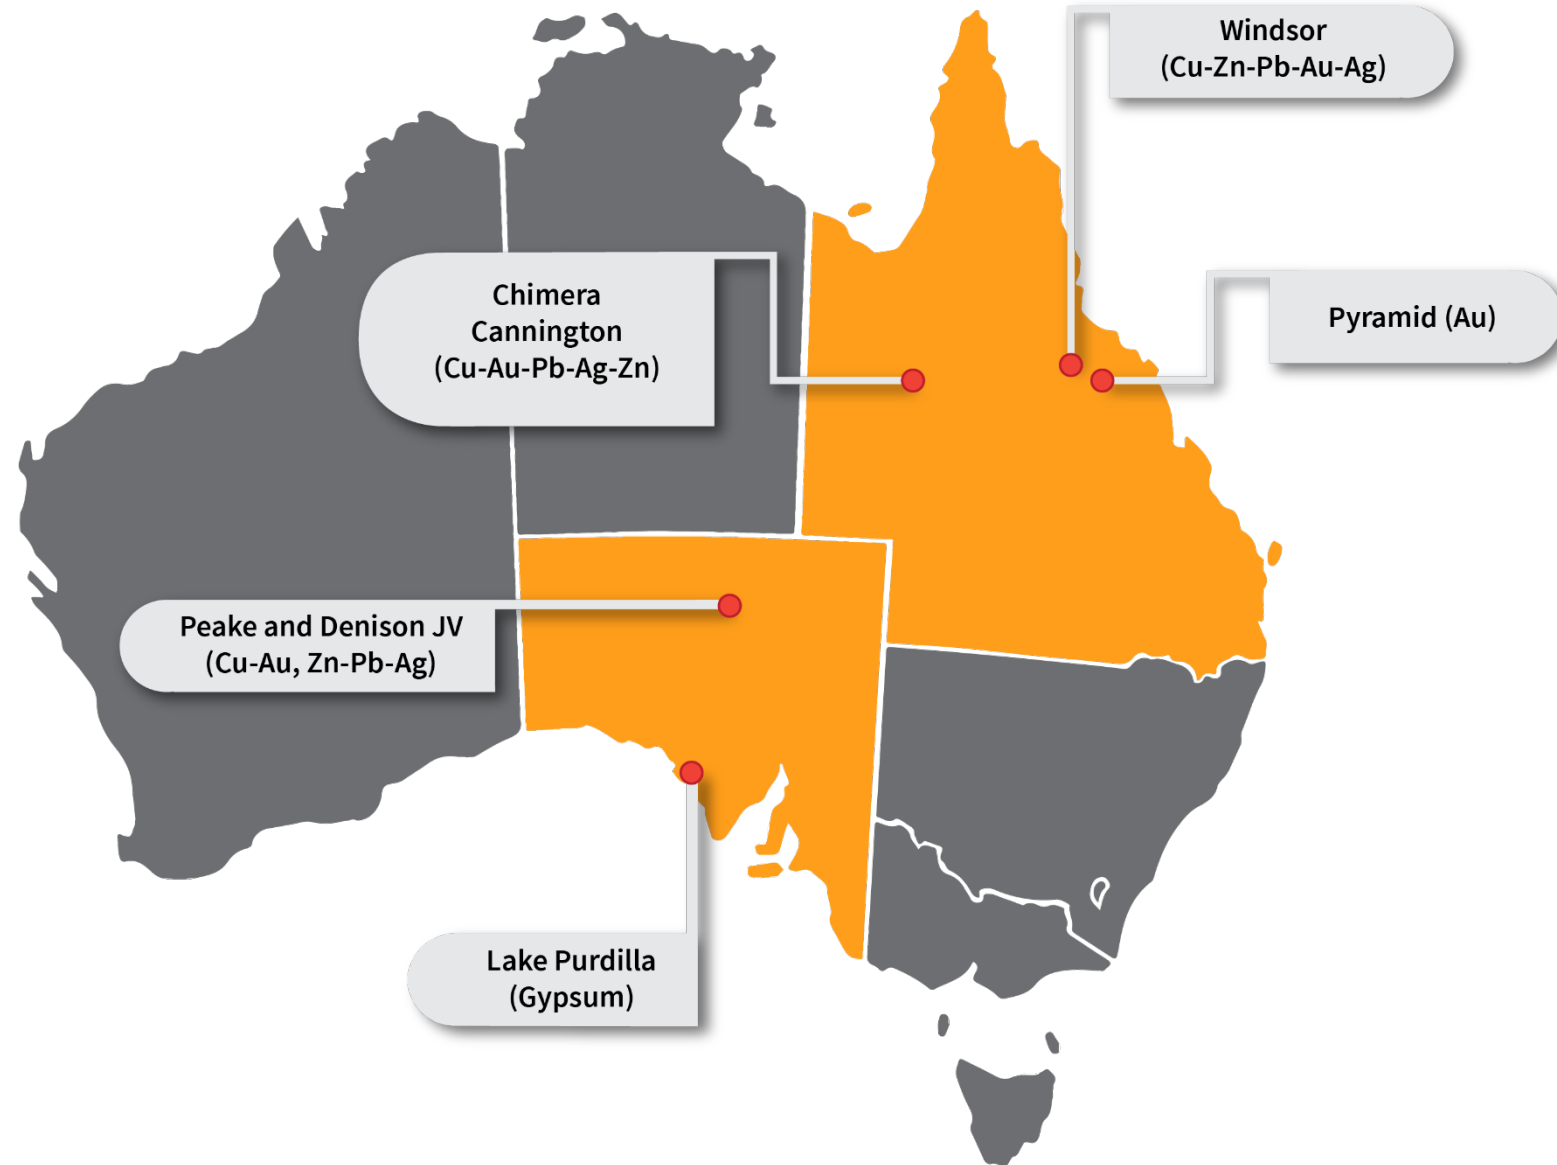 Windsor
(Cu-Zn-Pb-Au-Ag)
Chimera
Cannington
(Cu-Au-Pb-Ag-Zn)
Pyramid (Au)
Peake and Denison JV
(Cu-Au, Zn-Pb-Ag)
Lake Purdilla
(Gypsum)